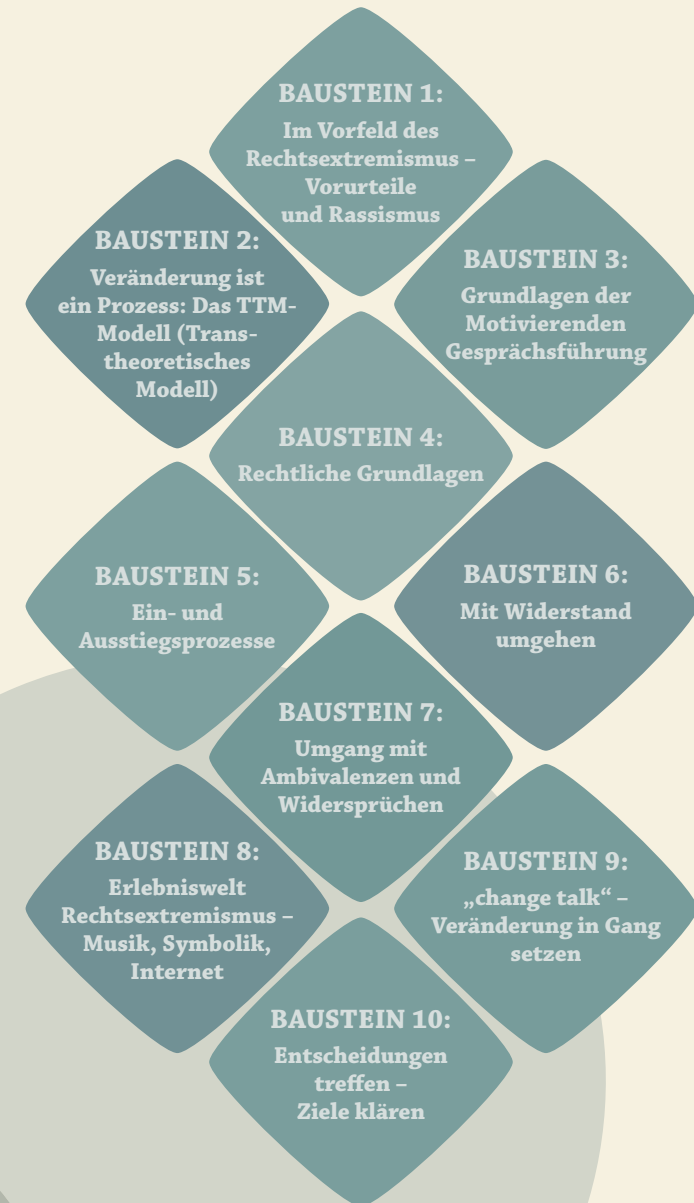 BAUSTEIN 1:
Im Vorfeld des
Rechtsextremismus –
Vorurteile
und Rassismus
BAUSTEIN 2:
Veränderung ist
ein Prozess: Das TTM-
Modell (Trans-
theoretisches
Modell)
BAUSTEIN 3:
Grundlagen der
Motivierenden
Gesprächsführung
BAUSTEIN 4:
Rechtliche Grundlagen
BAUSTEIN 5:
Ein- und
Ausstiegsprozesse
BAUSTEIN 6:
Mit Widerstand
umgehen
BAUSTEIN 7:
Umgang mit
Ambivalenzen und
Widersprüchen
BAUSTEIN 8:
Erlebniswelt
Rechtsextremismus –
Musik, Symbolik,
Internet
BAUSTEIN 9:
„change talk“ –
Veränderung in Gang
setzen
BAUSTEIN 10:
Entscheidungen
treffen –
Ziele klären